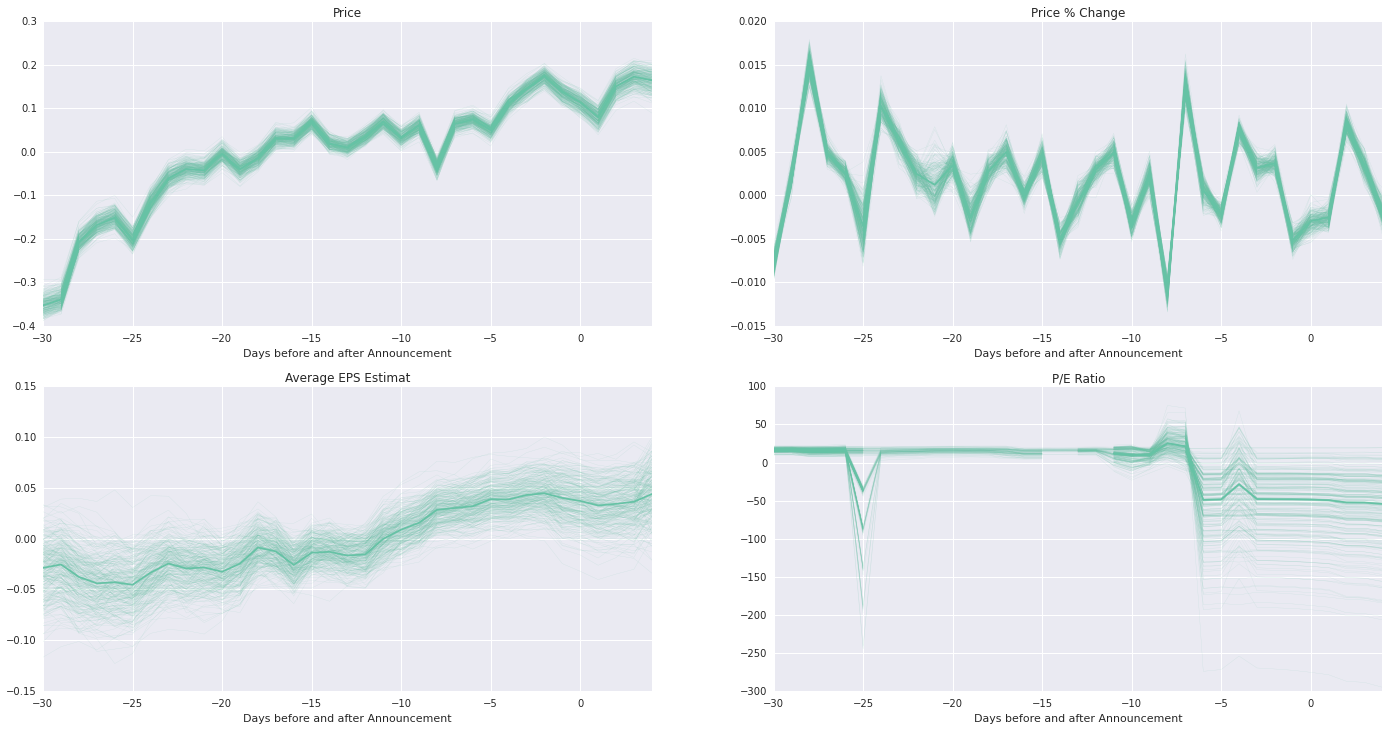 Price
0.3
0.2
0.1
0.0
−0.1
−0.2
−0.3
−0.4
−30 −25 −20 −15 −10 −5 0
Days before and after Announcement
Price % Change
0.020
0.015
0.010
0.005
0.000
−0.005
−0.010
−0.015
−30 −25 −20 −15 −10 −5 0
Days before and after Announcement
Average EPS Estimat
0.15
0.10
0.05
0.00
−0.05
−0.10
−0.15
−30 −25 −20 −15 −10 −5 0
Days before and after Announcement
P/E Ratio
100
50
0
−50
−100
−150
−200
−250
−300
−30 −25 −20 −15 −10 −5 0
Days before and after Announcement